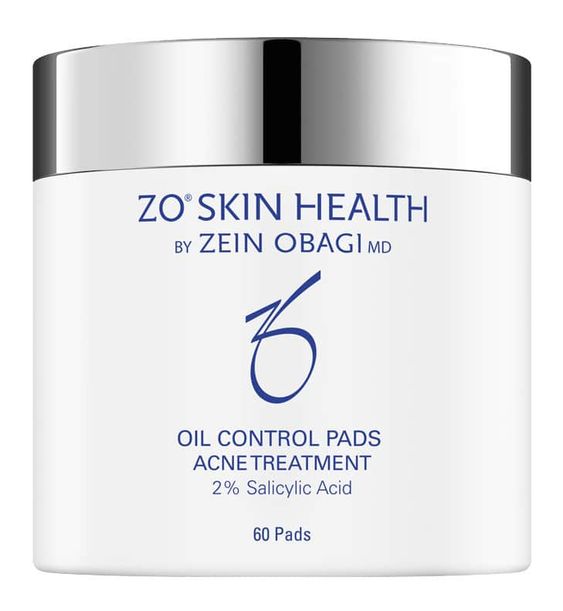 ZO® SKIN HEALTH
BY ZEIN OBAGI MD
OIL CONTROL PADS
ACNE TREATMENT
2% Salicylic Acid
60 Pads